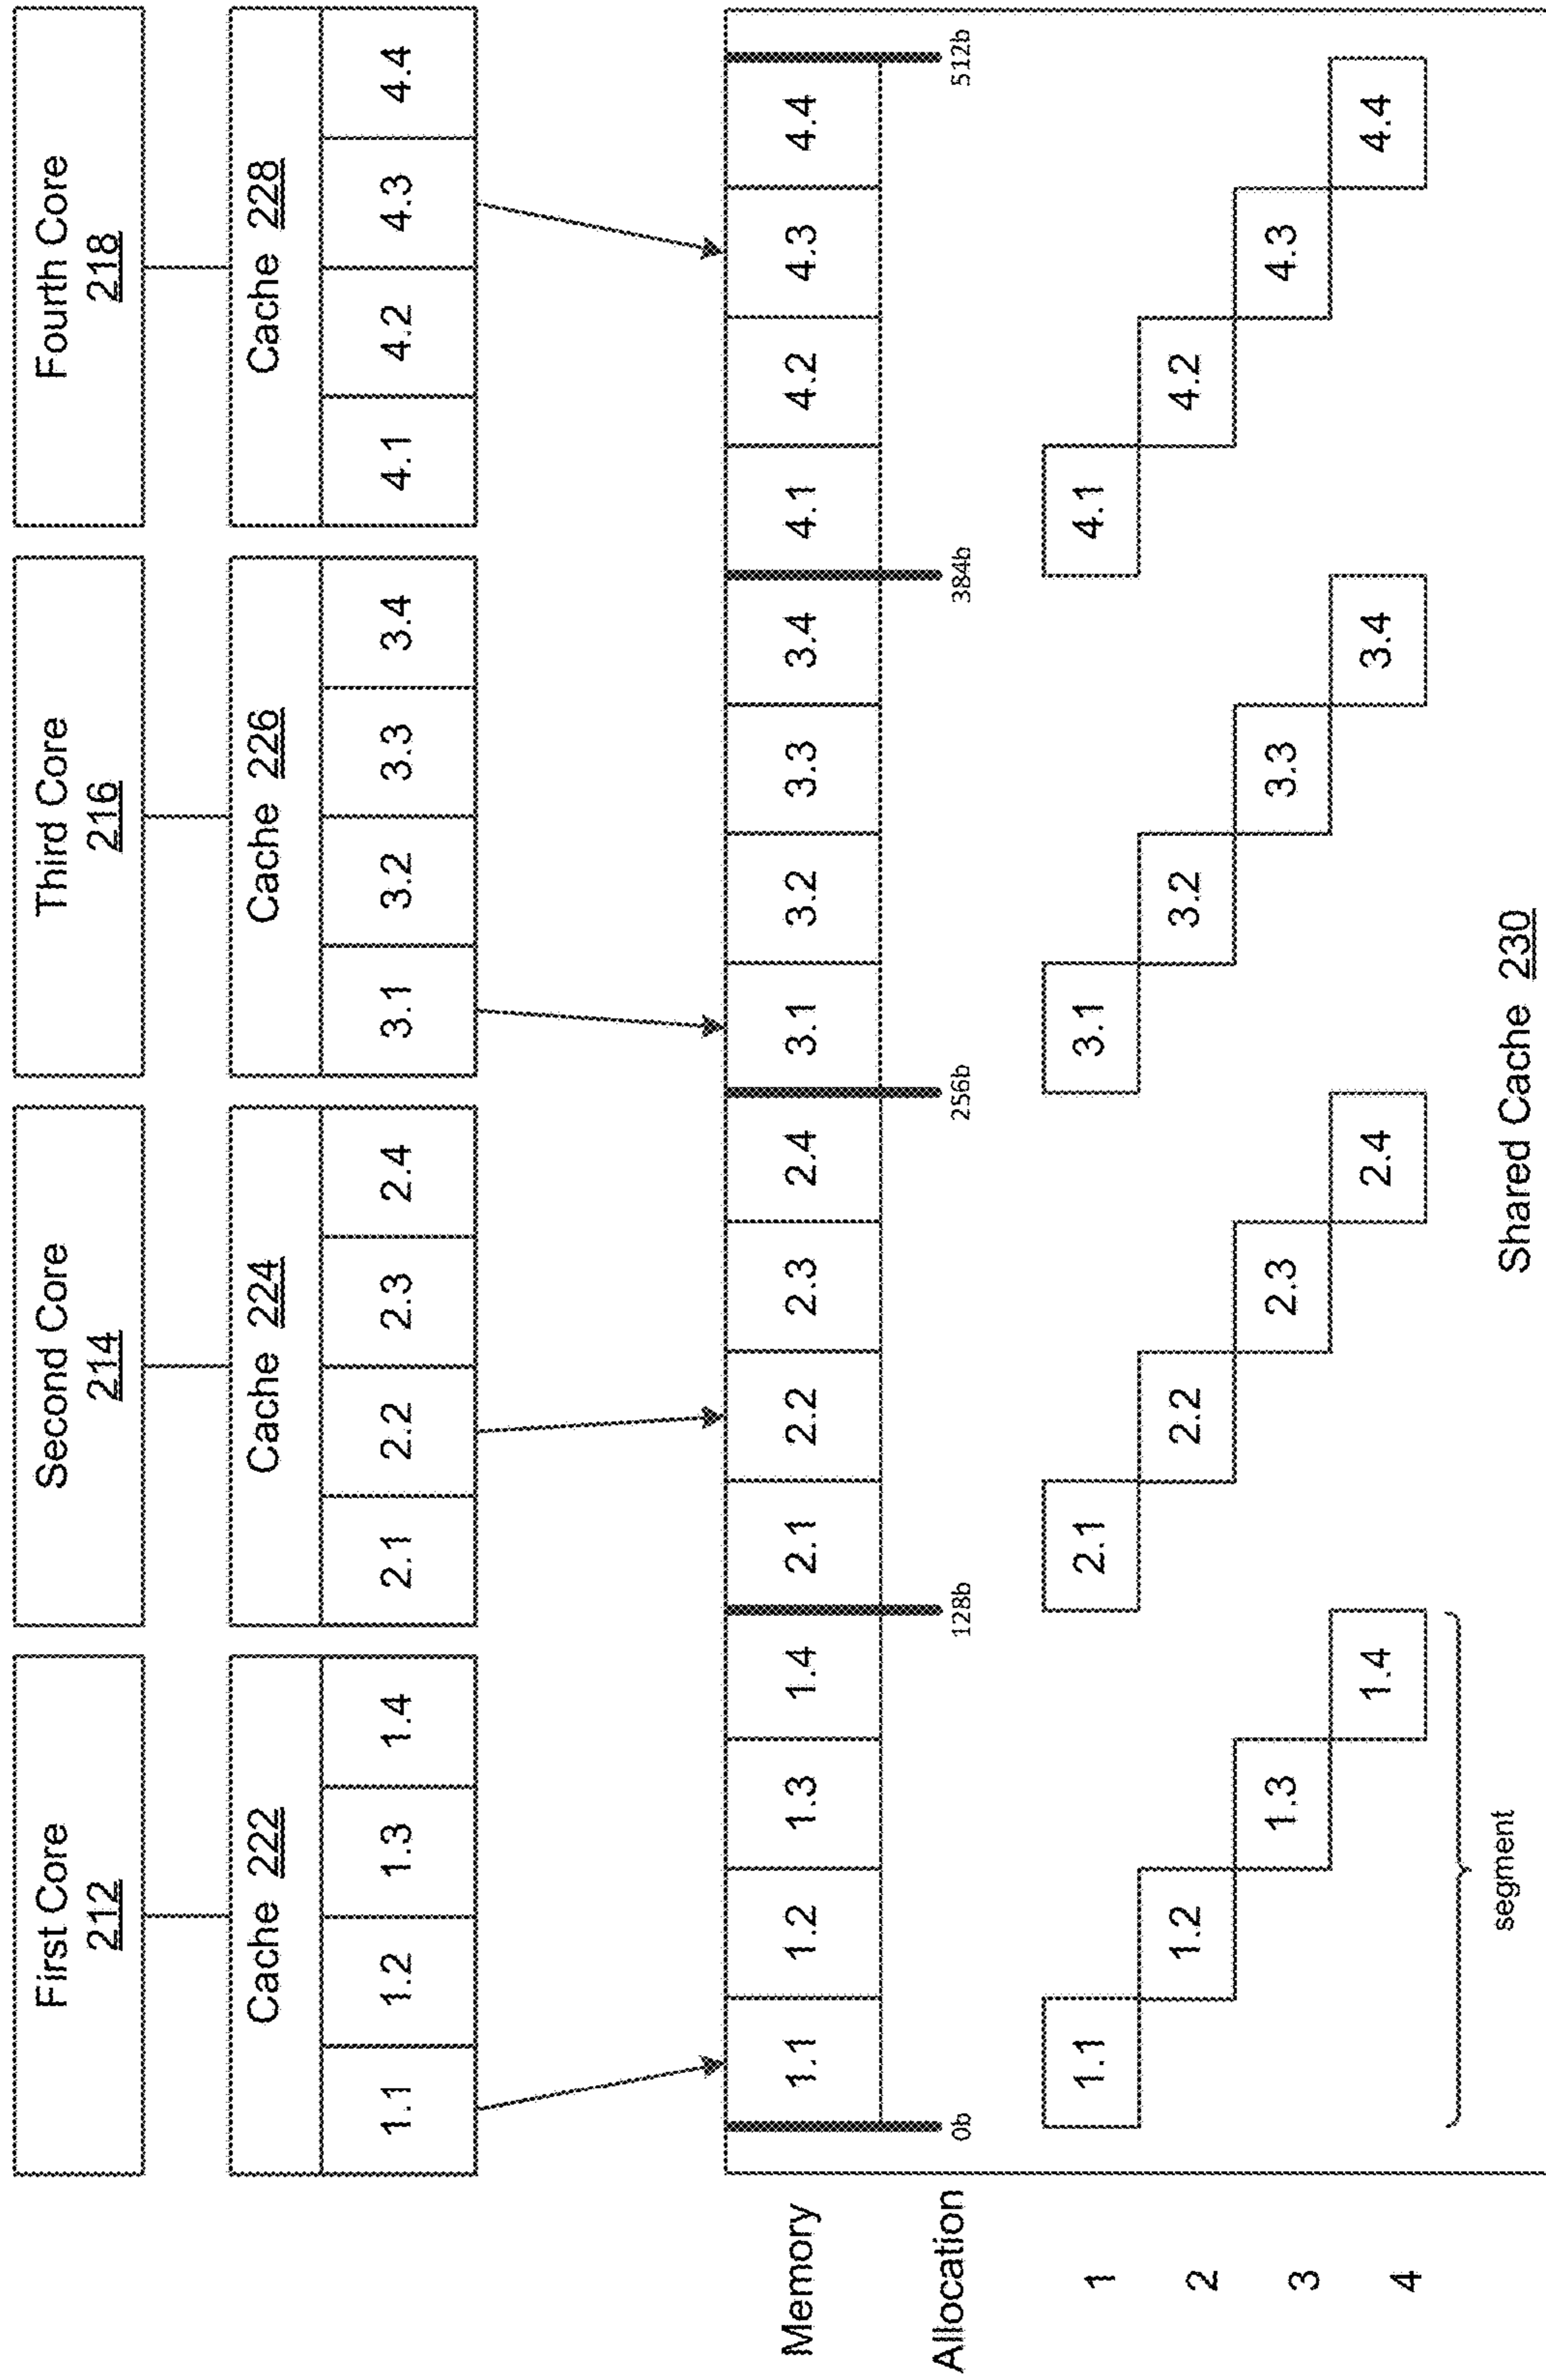 First Core
212
Second Core
214
Third Core
216
Fourth Core
218
Cache 222
Cache 224
Cache 226
Cache 228
1.1 1.2 1.3 1.4
2.1 2.2 2.3 2.4
3.1 3.2 3.3 3.4
4.1 4.2 4.3 4.4
Memory
1.1 1.2 1.3 1.4 2.1 2.2 2.3 2.4 3.1 3.2 3.3 3.4 4.1 4.2 4.3 4.4
Allocation
0b 128b 256b 384b 512b
1 1.1 2.1 3.1 4.1
2 1.2 2.2 3.2 4.2
3 1.3 2.3 3.3 4.3
4 1.4 2.4 3.4 4.4
segment
Shared Cache 230